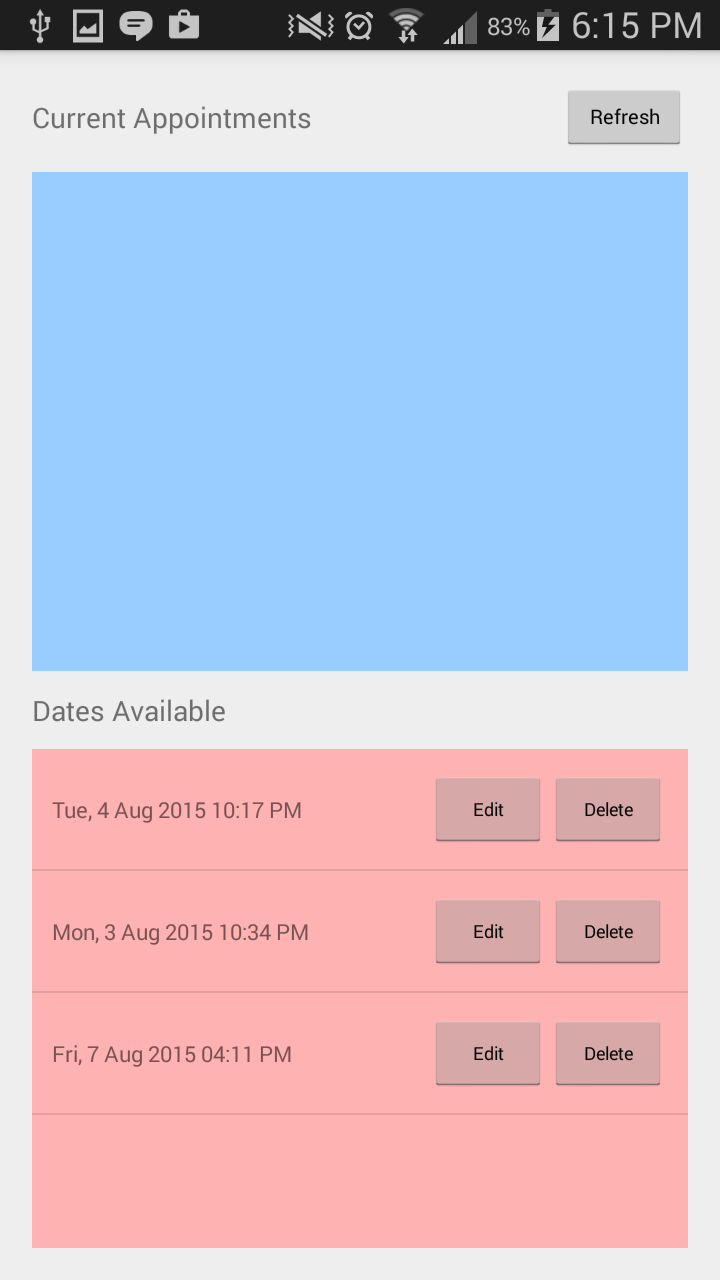 83% 6:15 PM
Current Appointments Refresh
Dates Available
Tue, 4 Aug 2015 10:17 PM Edit Delete
Mon, 3 Aug 2015 10:34 PM Edit Delete
Fri, 7 Aug 2015 04:11 PM Edit Delete